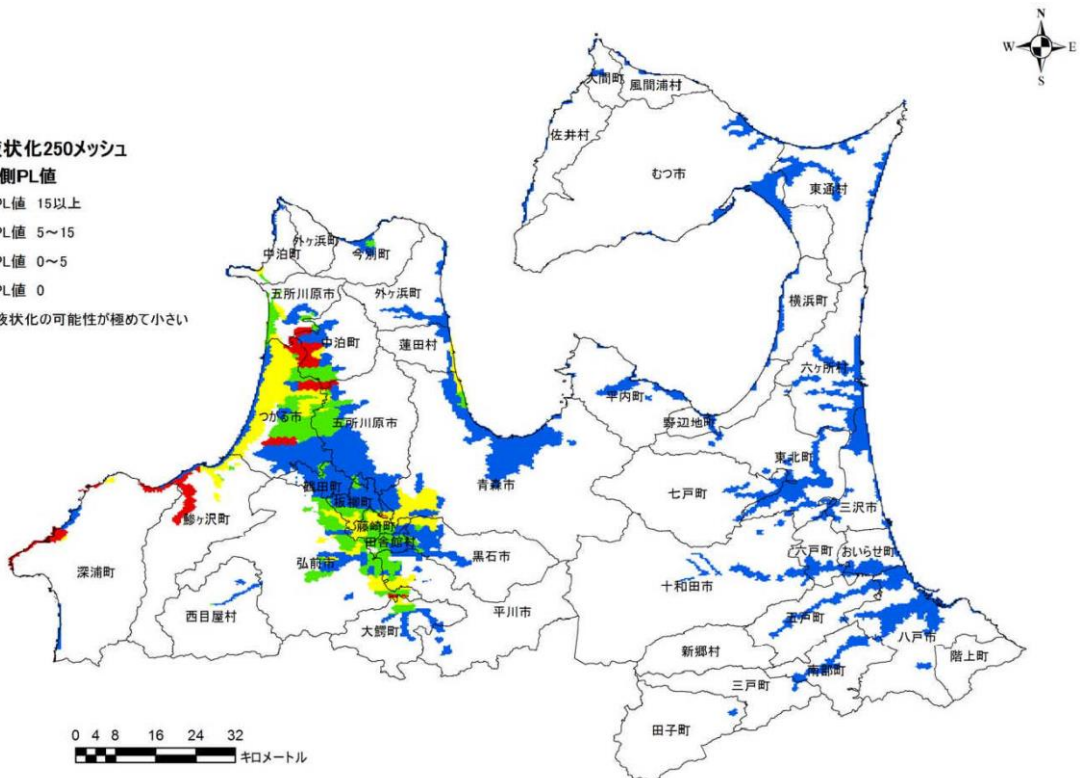 状化250メッシュ
側PL値
PL値 15以上
PL値 5～15
PL値 0～5
PL値 0
液状化の可能性が極めて小さい
N
W E
S
大間町
風間浦村
佐井村
むつ市
東通村
外ヶ浜町
中泊町
今別町
五所川原市
外ヶ浜町
横浜町
中泊町
蓬田村
六ヶ所村
平内町
つがる市
五所川原市
野辺地町
東北町
青森市
七戸町
鶴田町
板柳町
三沢市
鰺ヶ沢町
藤崎町
田舎館村
六戸町
おいらせ町
黒石市
弘前市
深浦町
十和田市
西目屋村
平川市
五戸町
大鰐町
八戸市
新郷村
階上町
南部町
三戸町
田子町
0 4 8 16 24 32
キロメートル